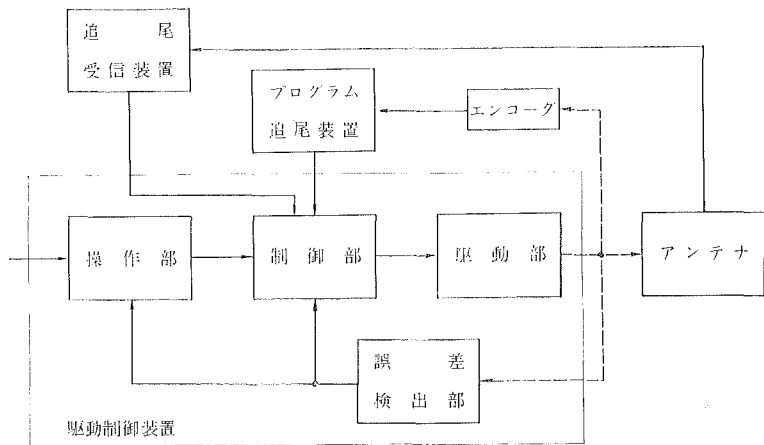 追尾
受信装置
プログラム
追尾装置
エンコーグ
操作部
制御部
駆動部
アンテナ
誤差
検出部
駆動制御装置